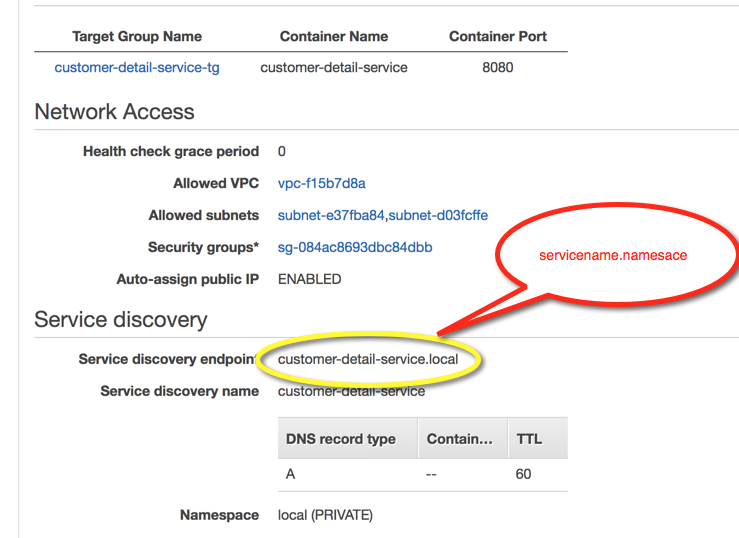 Target Group Name Container Name Container Port
customer-detail-service-tg customer-detail-service 8080
Network Access
Health check grace period 0
Allowed VPC vpc-f15b7d8a
Allowed subnets subnet-e37fba84,subnet-d03fcffe
Security groups* sg-084ac8693dbc84dbb
servicename.namesace
Auto-assign public IP ENABLED
Service discovery
Service discovery endpoint customer-detail-service.local
Service discovery name customer-detail-service
DNS record type Contain... TTL
A -- 60
Namespace local (PRIVATE)